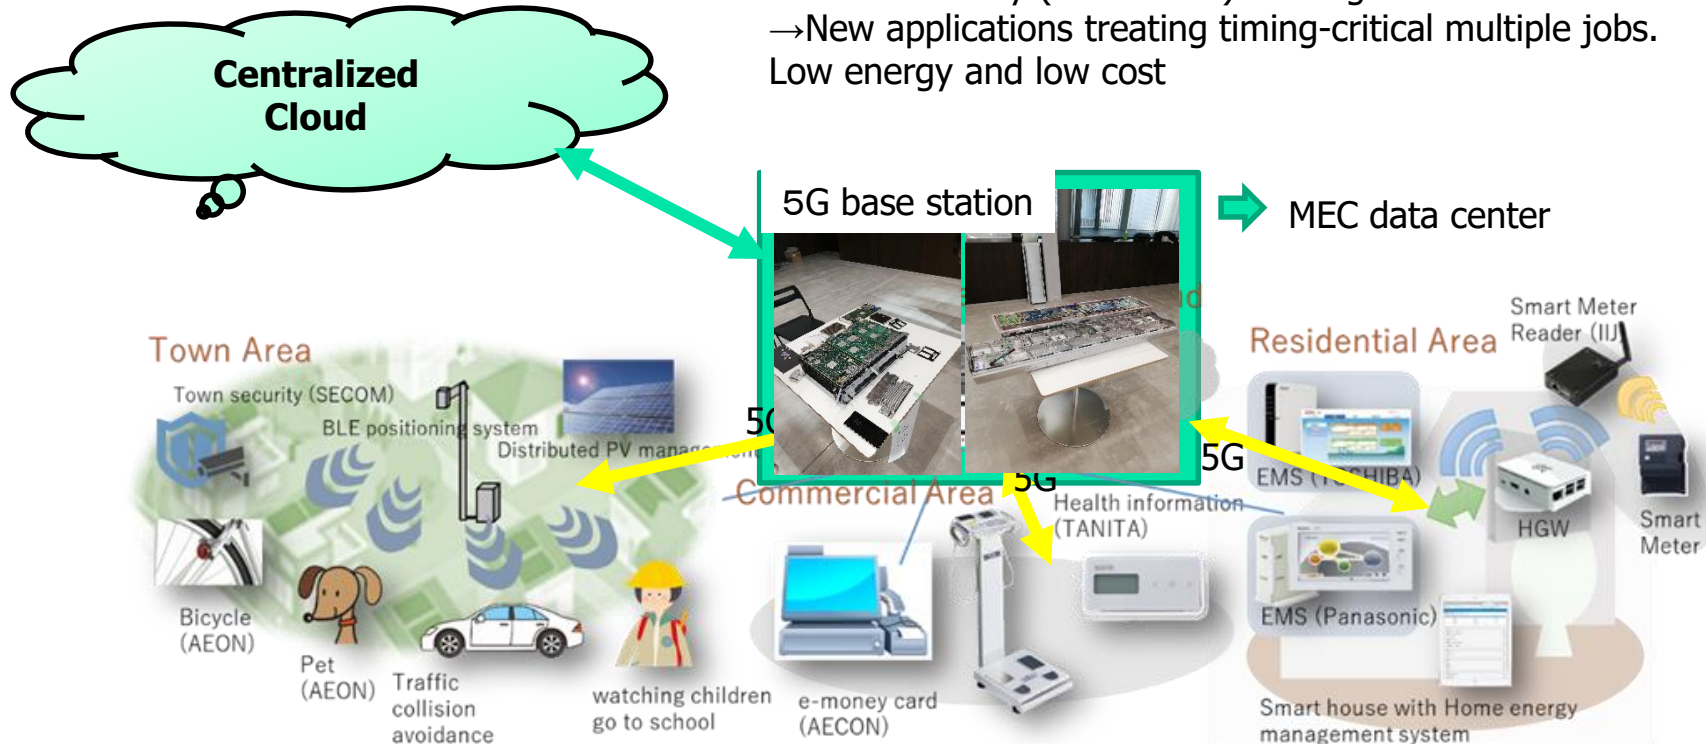 →New applications treating timing-critical multiple jobs.
Low energy and low cost
Centralized
Cloud
5G base station
MEC data center
Town Area
Town security (SECOM)
BLE positioning system
Distributed PV management
5G
Bicycle
(AEON)
Pet
(AEON)
Traffic
collision
avoidance
watching children
go to school
Commercial Area
5G
Health information
(TANITA)
e-money card
(AECON)
5G
Residential Area
Smart Meter
Reader (IIJ)
EMS (TOSHIBA)
HGW
Smart
Meter
EMS (Panasonic)
Smart house with Home energy
management system